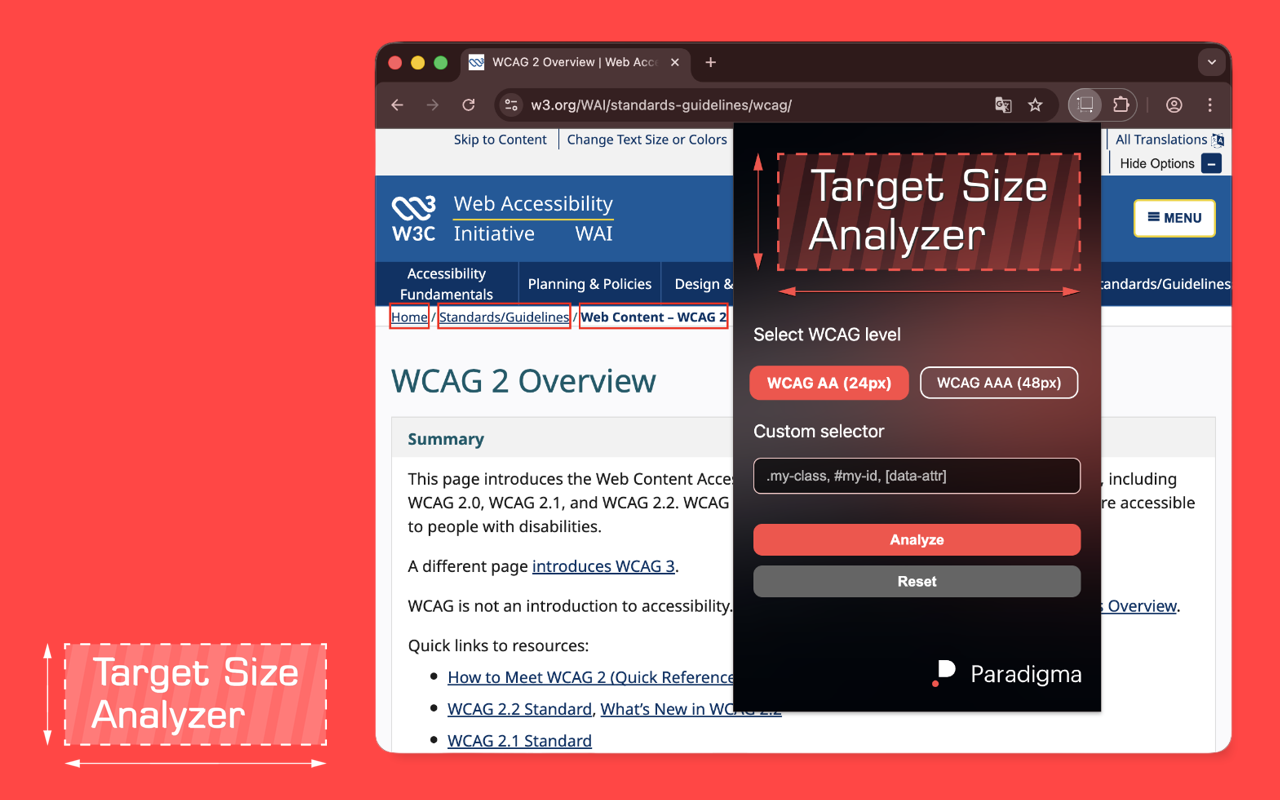 WCAG 2 Overview | Web Acc
w3.org/WAI/standards-guidelines/wcag/
Skip to Content
Change Text Size or Colors
All Translations
Hide Options
W3C
Web Accessibility
Initiative WAI
MENU
Accessibility
Fundamentals
Planning & Policies
Design &
tandards/Guidelines
Home / Standards/Guidelines / Web Content – WCAG 2
WCAG 2 Overview
Summary
This page introduces the Web Content Acce
, including
WCAG 2.0, WCAG 2.1, and WCAG 2.2. WCAG
re accessible
to people with disabilities.
A different page introduces WCAG 3.
WCAG is not an introduction to accessibility.
s Overview.
Quick links to resources:
How to Meet WCAG 2 (Quick Reference
WCAG 2.2 Standard, What's New in WCAG 2.2
WCAG 2.1 Standard
Target Size
Analyzer
Select WCAG level
WCAG AA (24px)
WCAG AAA (48px)
Custom selector
.my-class, #my-id, [data-attr]
Analyze
Reset
Paradigma
Target Size
Analyzer